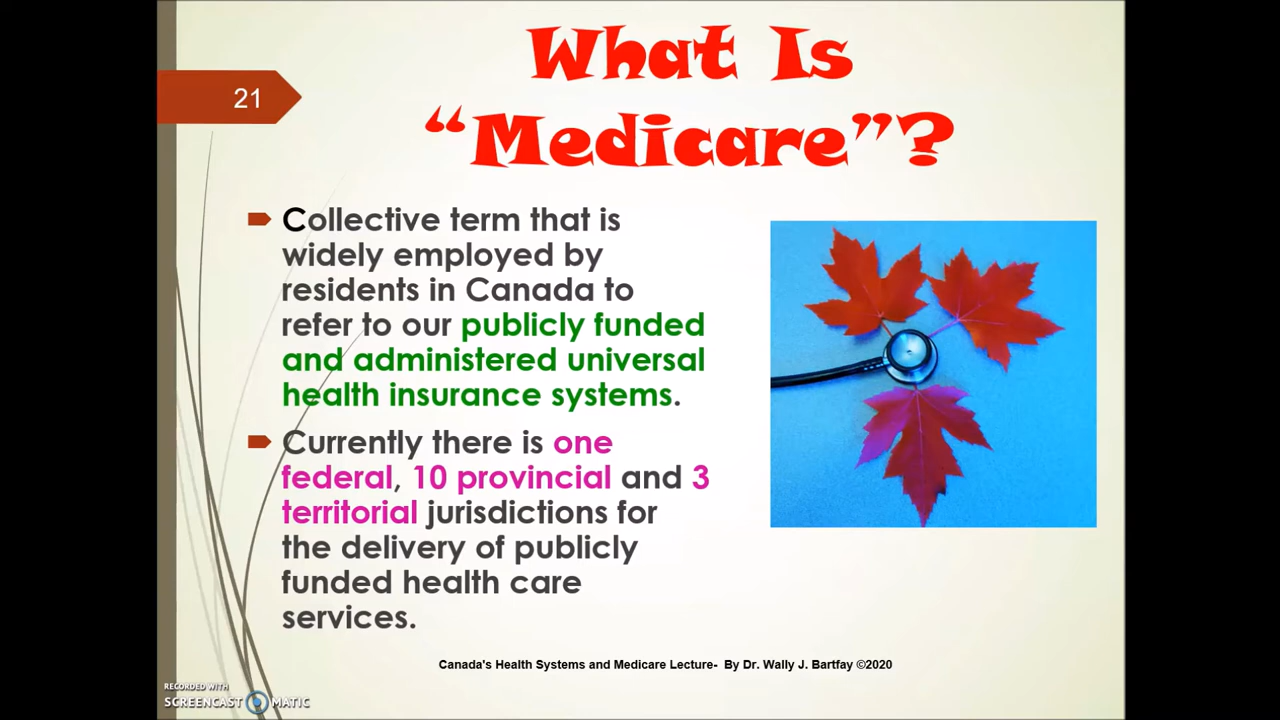 What Is
“Medicare”?
21
Collective term that is
widely employed by
residents in Canada to
refer to our publicly funded
and administered universal
health insurance systems.
Currently there is one
federal, 10 provincial and 3
territorial jurisdictions for
the delivery of publicly
funded health care
services.
Canada's Health Systems and Medicare Lecture- By Dr. Wally J. Bartfay ©2020
RECORDED WITH
SCREENCAST MATIC